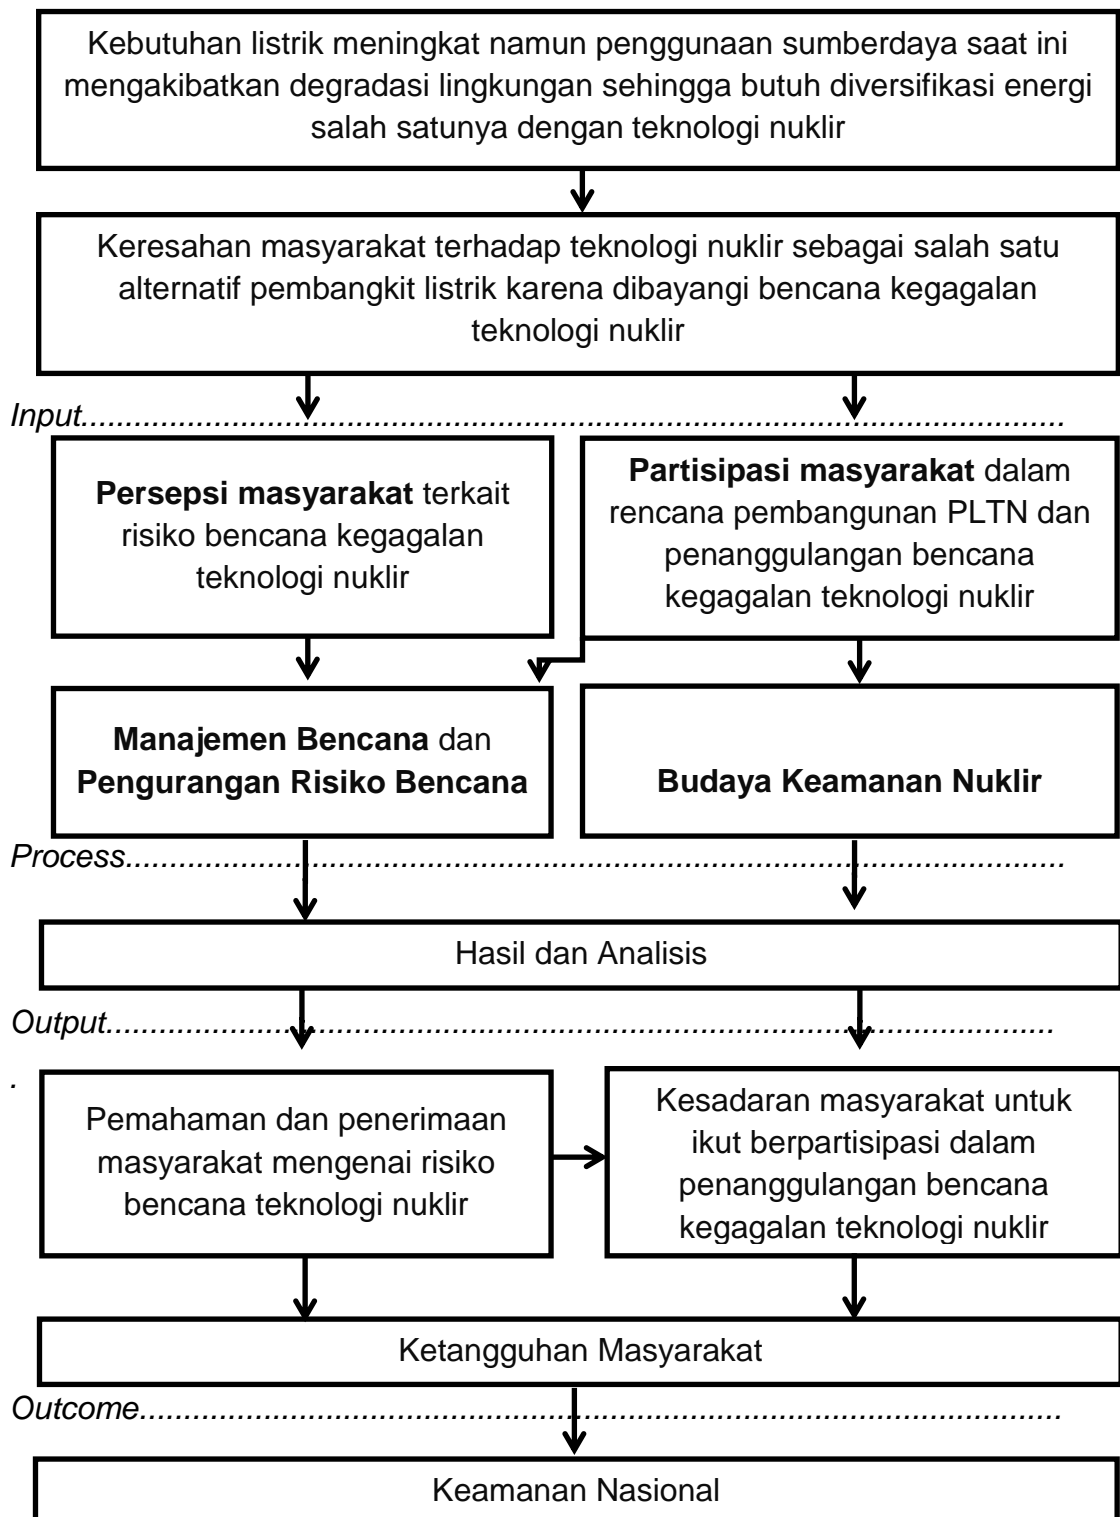 Kebutuhan listrik meningkat namun penggunaan sumberdaya saat ini
mengakibatkan degradasi lingkungan sehingga butuh diversifikasi energi
salah satunya dengan teknologi nuklir
Keresahan masyarakat terhadap teknologi nuklir sebagai salah satu
alternatif pembangkit listrik karena dibayangi bencana kegagalan
teknologi nuklir
Input....................................................................................................................
Persepsi masyarakat terkait
risiko bencana kegagalan
teknologi nuklir
Partisipasi masyarakat dalam
rencana pembangunan PLTN dan
penanggulangan bencana
kegagalan teknologi nuklir
Manajemen Bencana dan
Pengurangan Risiko Bencana
Budaya Keamanan Nuklir
Process...............................................................................................................
Hasil dan Analisis
Output................................................................................................................
.
Pemahaman dan penerimaan
masyarakat mengenai risiko
bencana teknologi nuklir
Kesadaran masyarakat untuk
ikut berpartisipasi dalam
penanggulangan bencana
kegagalan teknologi nuklir
Ketangguhan Masyarakat
Outcome.............................................................................................................
Keamanan Nasional